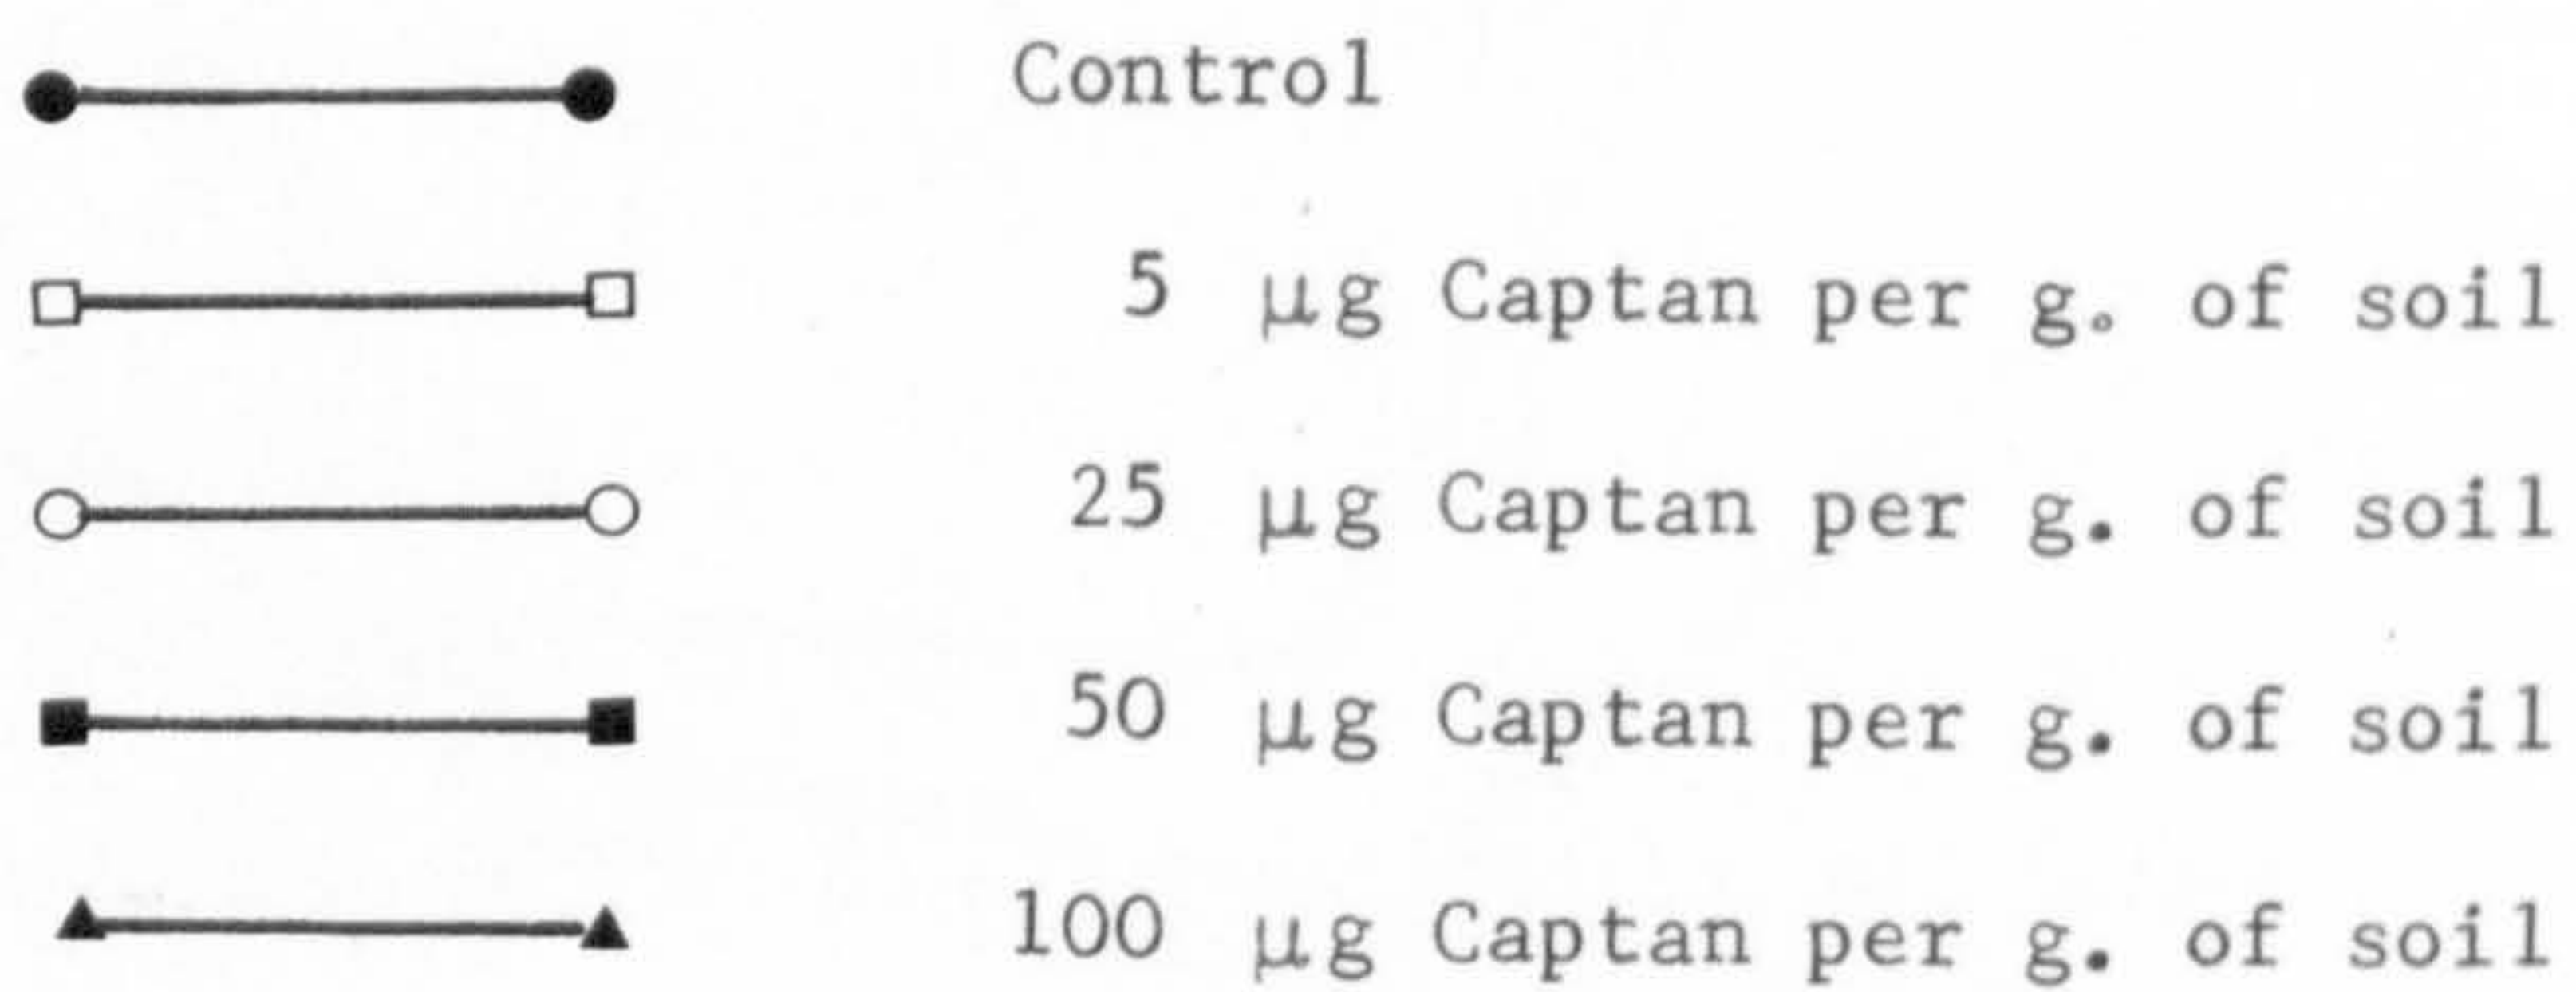 Control
5 µg Captan per g. of soil
25 µg Captan per g. of soil
50 µg Captan per g. of soil
100 µg Captan per g. of soil